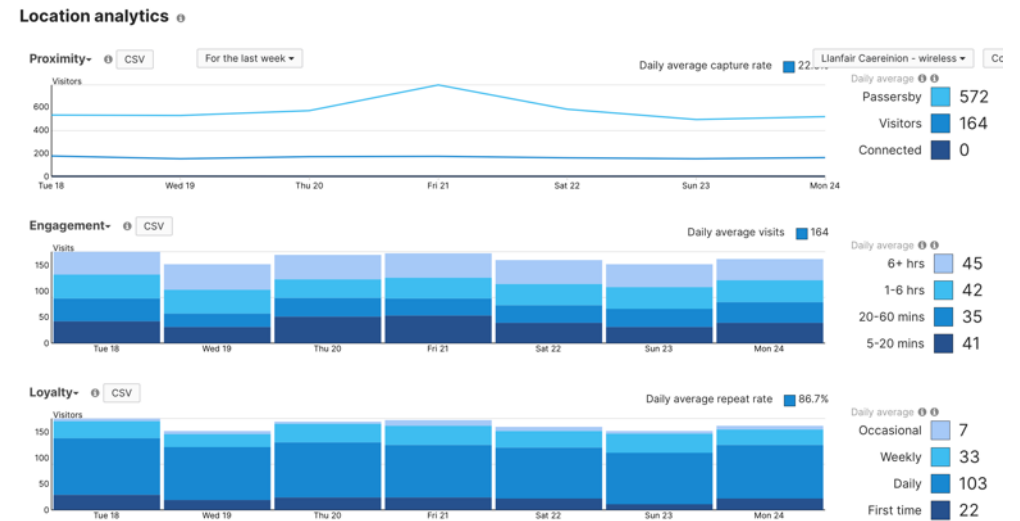 Location analytics
Proximity CSV For the last week Daily average capture rate Llanfair Caereinion - wireless
Visitors
600
400
200
0
Tue 18 Wed 19 Thu 20 Fri 21 Sat 22 Sun 23 Mon 24
Daily average
Passersby 572
Visitors 164
Connected 0
Engagement CSV Daily average visits 164
Visits
150
100
50
0
Tue 18 Wed 19 Thu 20 Fri 21 Sat 22 Sun 23 Mon 24
Daily average
6+ hrs 45
1-6 hrs 42
20-60 mins 35
5-20 mins 41
Loyalty CSV Daily average repeat rate 86.7%
Visitors
150
100
50
0
Tue 18 Wed 19 Thu 20 Fri 21 Sat 22 Sun 23 Mon 24
Daily average
Occasional 7
Weekly 33
Daily 103
First time 22